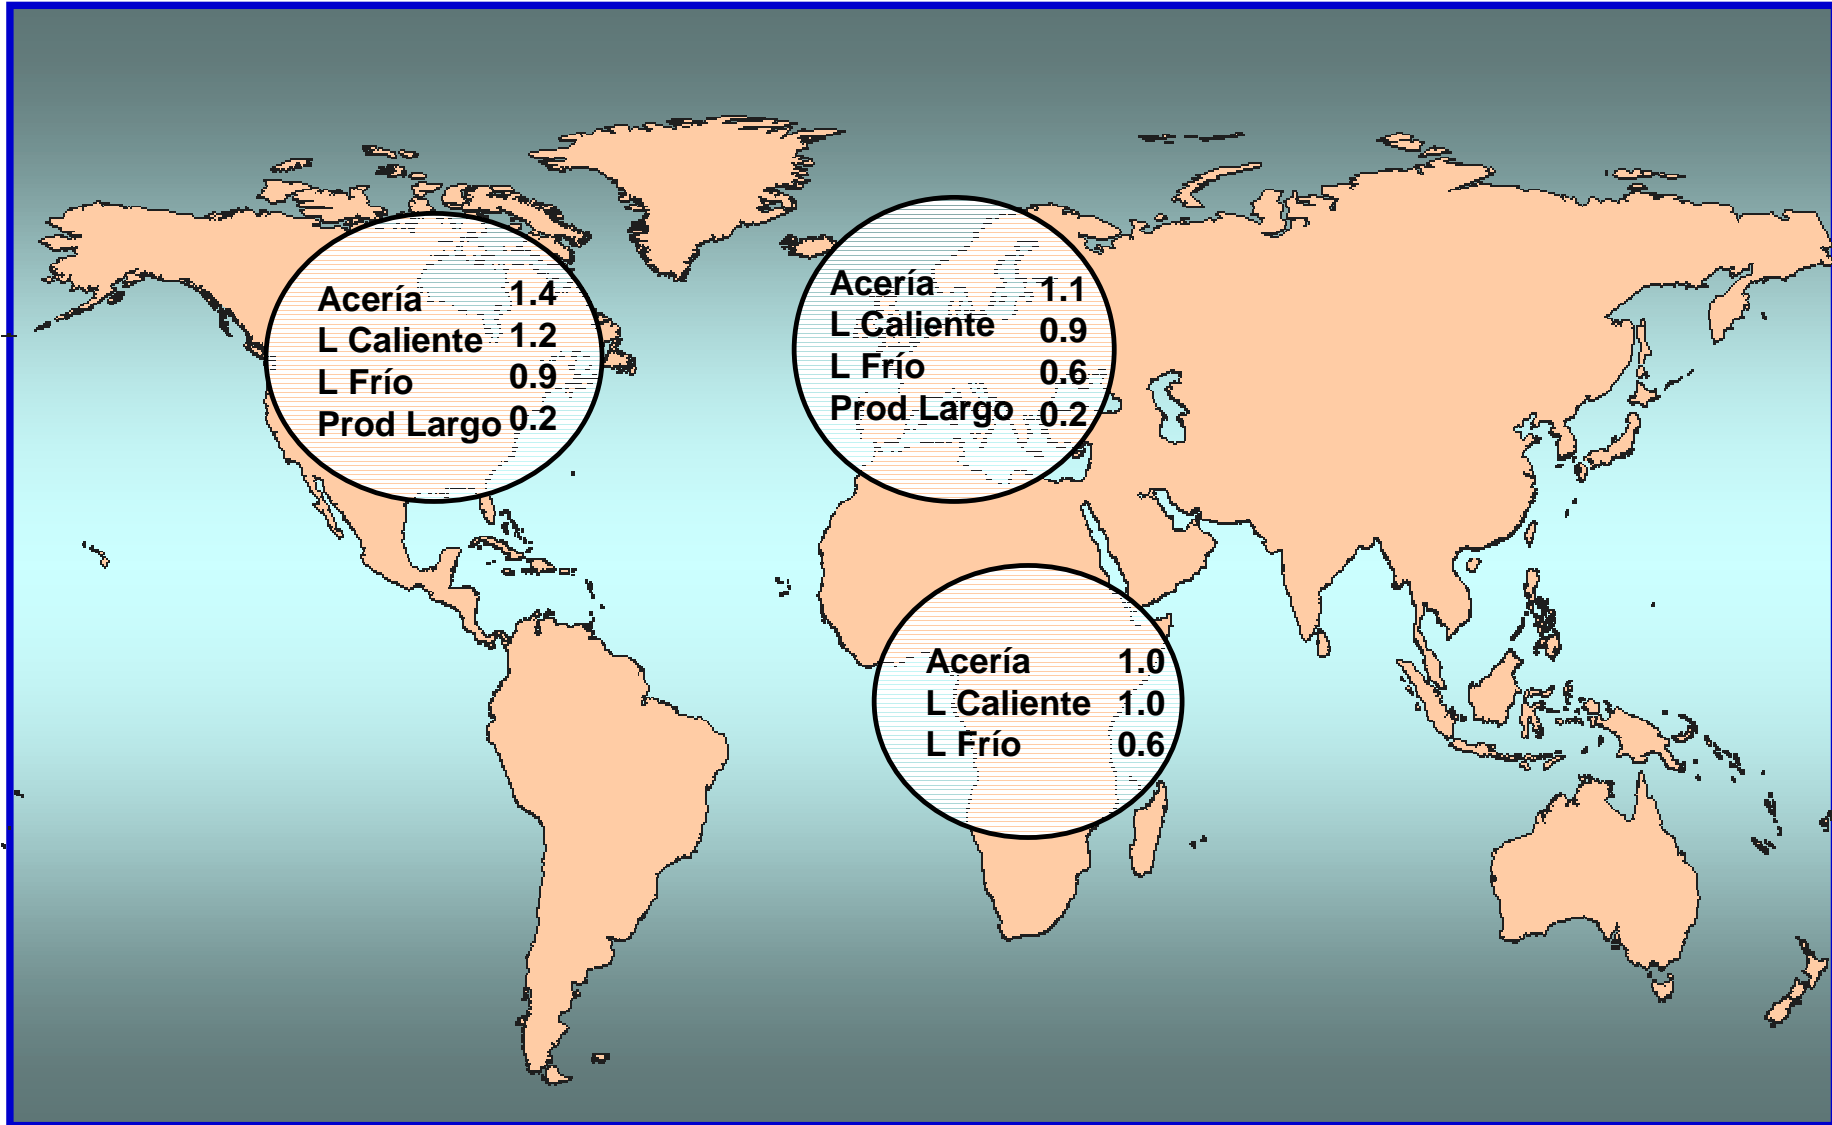 Acería 1.4
L Caliente 1.2
L Frío 0.9
Prod Largo 0.2
Acería 1.1
L Caliente 0.9
L Frío 0.6
Prod Largo 0.2
Acería 1.0
L Caliente 1.0
L Frío 0.6